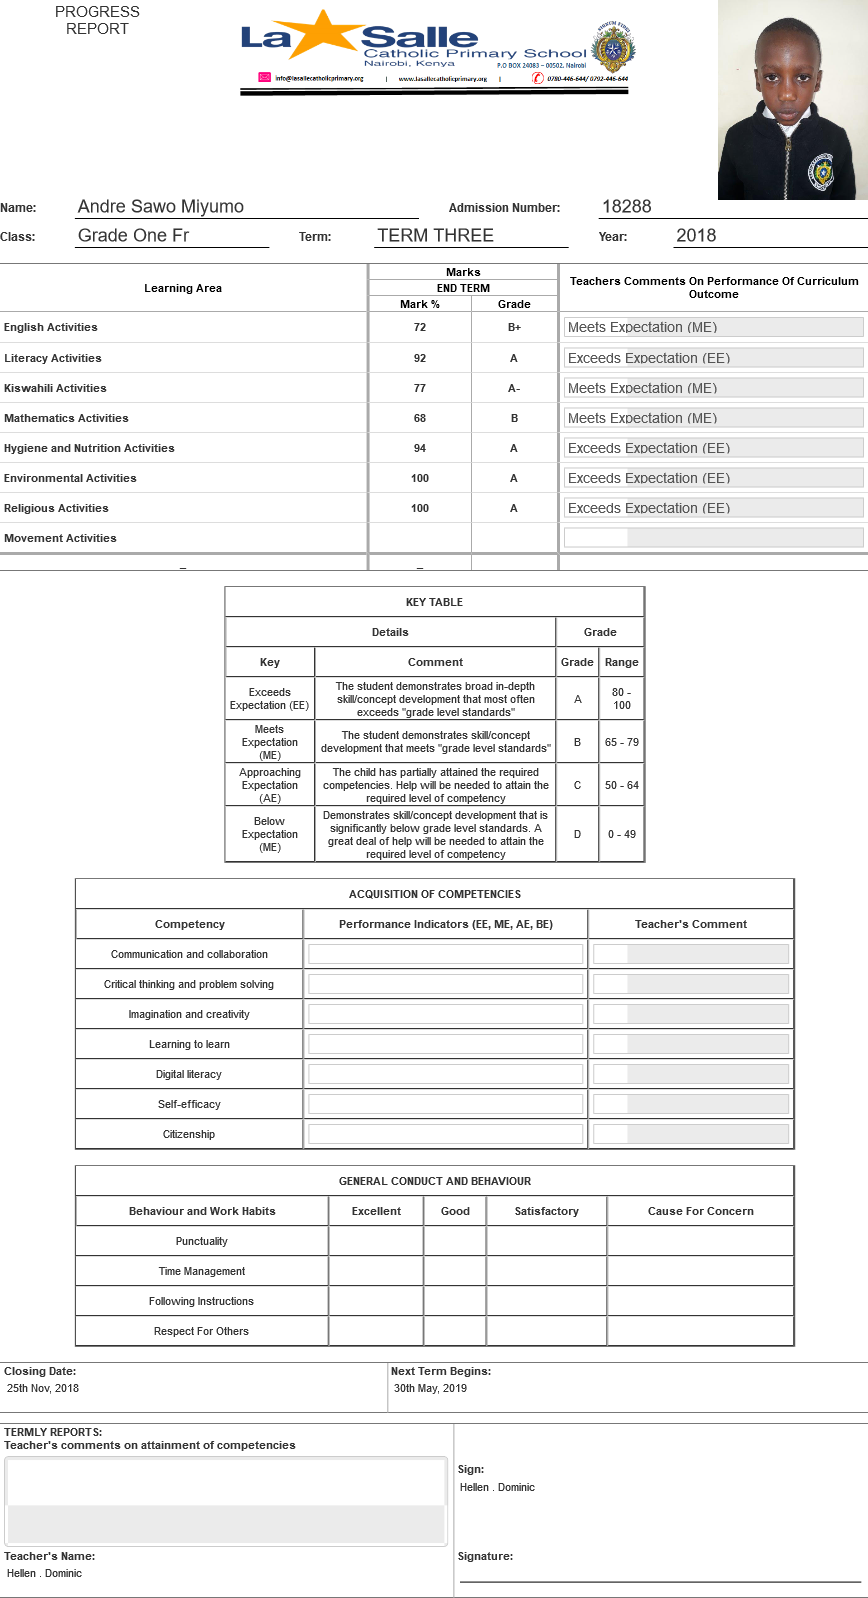 PROGRESS
REPORT
La Salle
Catholic Primary School
Nairobi, Kenya
P.O BOX 24083 – 00502, Nairobi
info@lasallecatholicprimary.org | www.lasallecatholicprimary.org | 0780-446-644/ 0792-446-644
Name: Andre Sawo Miyumo Admission Number: 18288
Class: Grade One Fr Term: TERM THREE Year: 2018
Learning Area Marks Teachers Comments On Performance Of Curriculum Outcome
END TERM
Mark % Grade
English Activities 72 B+ Meets Expectation (ME)
Literacy Activities 92 A Exceeds Expectation (EE)
Kiswahili Activities 77 A- Meets Expectation (ME)
Mathematics Activities 68 B Meets Expectation (ME)
Hygiene and Nutrition Activities 94 A Exceeds Expectation (EE)
Environmental Activities 100 A Exceeds Expectation (EE)
Religious Activities 100 A Exceeds Expectation (EE)
Movement Activities
_ _
KEY TABLE
Details Grade
Key Comment Grade Range
Exceeds Expectation (EE) The student demonstrates broad in-depth skill/concept development that most often exceeds "grade level standards" A 80 - 100
Meets Expectation (ME) The student demonstrates skill/concept development that meets "grade level standards" B 65 - 79
Approaching Expectation (AE) The child has partially attained the required competencies. Help will be needed to attain the required level of competency C 50 - 64
Below Expectation (ME) Demonstrates skill/concept development that is significantly below grade level standards. A great deal of help will be needed to attain the required level of competency D 0 - 49
ACQUISITION OF COMPETENCIES
Competency Performance Indicators (EE, ME, AE, BE) Teacher's Comment
Communication and collaboration
Critical thinking and problem solving
Imagination and creativity
Learning to learn
Digital literacy
Self-efficacy
Citizenship
GENERAL CONDUCT AND BEHAVIOUR
Behaviour and Work Habits Excellent Good Satisfactory Cause For Concern
Punctuality
Time Management
Following Instructions
Respect For Others
Closing Date: Next Term Begins:
25th Nov, 2018 30th May, 2019
TERMLY REPORTS:
Teacher's comments on attainment of competencies
Sign:
Hellen . Dominic
Teacher's Name: Signature:
Hellen . Dominic